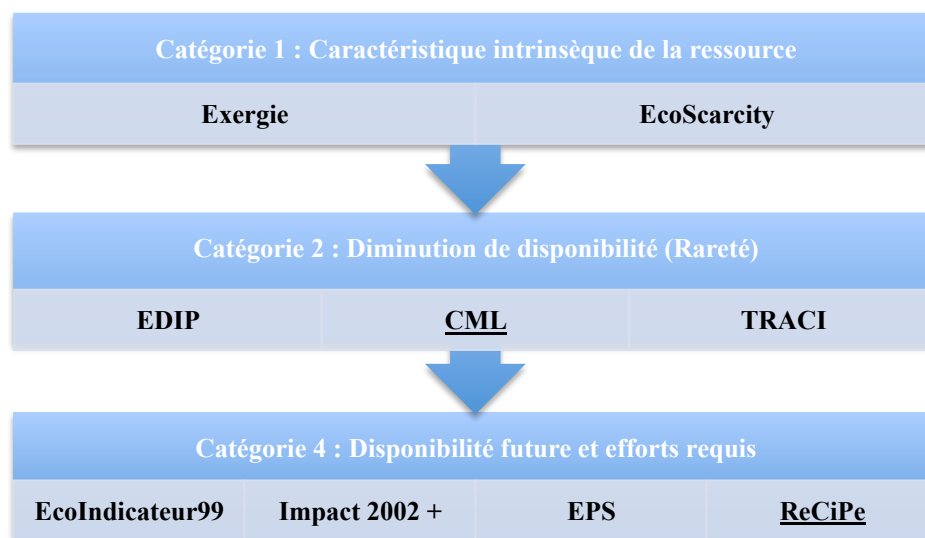 Catégorie 1 : Caractéristique intrinsèque de la ressource
Exergie EcoScarcity
Catégorie 2 : Diminution de disponibilité (Rareté)
EDIP CML TRACI
Catégorie 4 : Disponibilité future et efforts requis
EcoIndicateur99 Impact 2002 + EPS ReCiPe